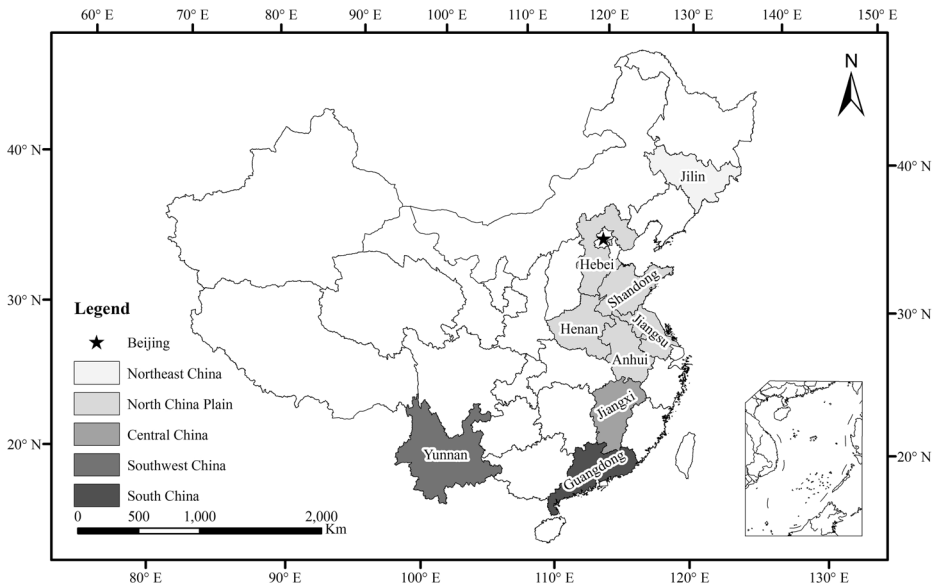 60° E 70° E 80° E 90° E 100° E 110° E 120° E 130° E 140° E 150° E
N
40° N
40° N
Jilin
Hebei
Shandong
30° N
30° N
Legend
Jiangsu
Henan
Beijing
Anhui
Northeast China
North China Plain
Jiangxi
Central China
20° N
Yunnan
20° N
Southwest China
Guangdong
South China
0 500 1,000 2,000
Km
80° E 90° E 100° E 110° E 120° E 130° E